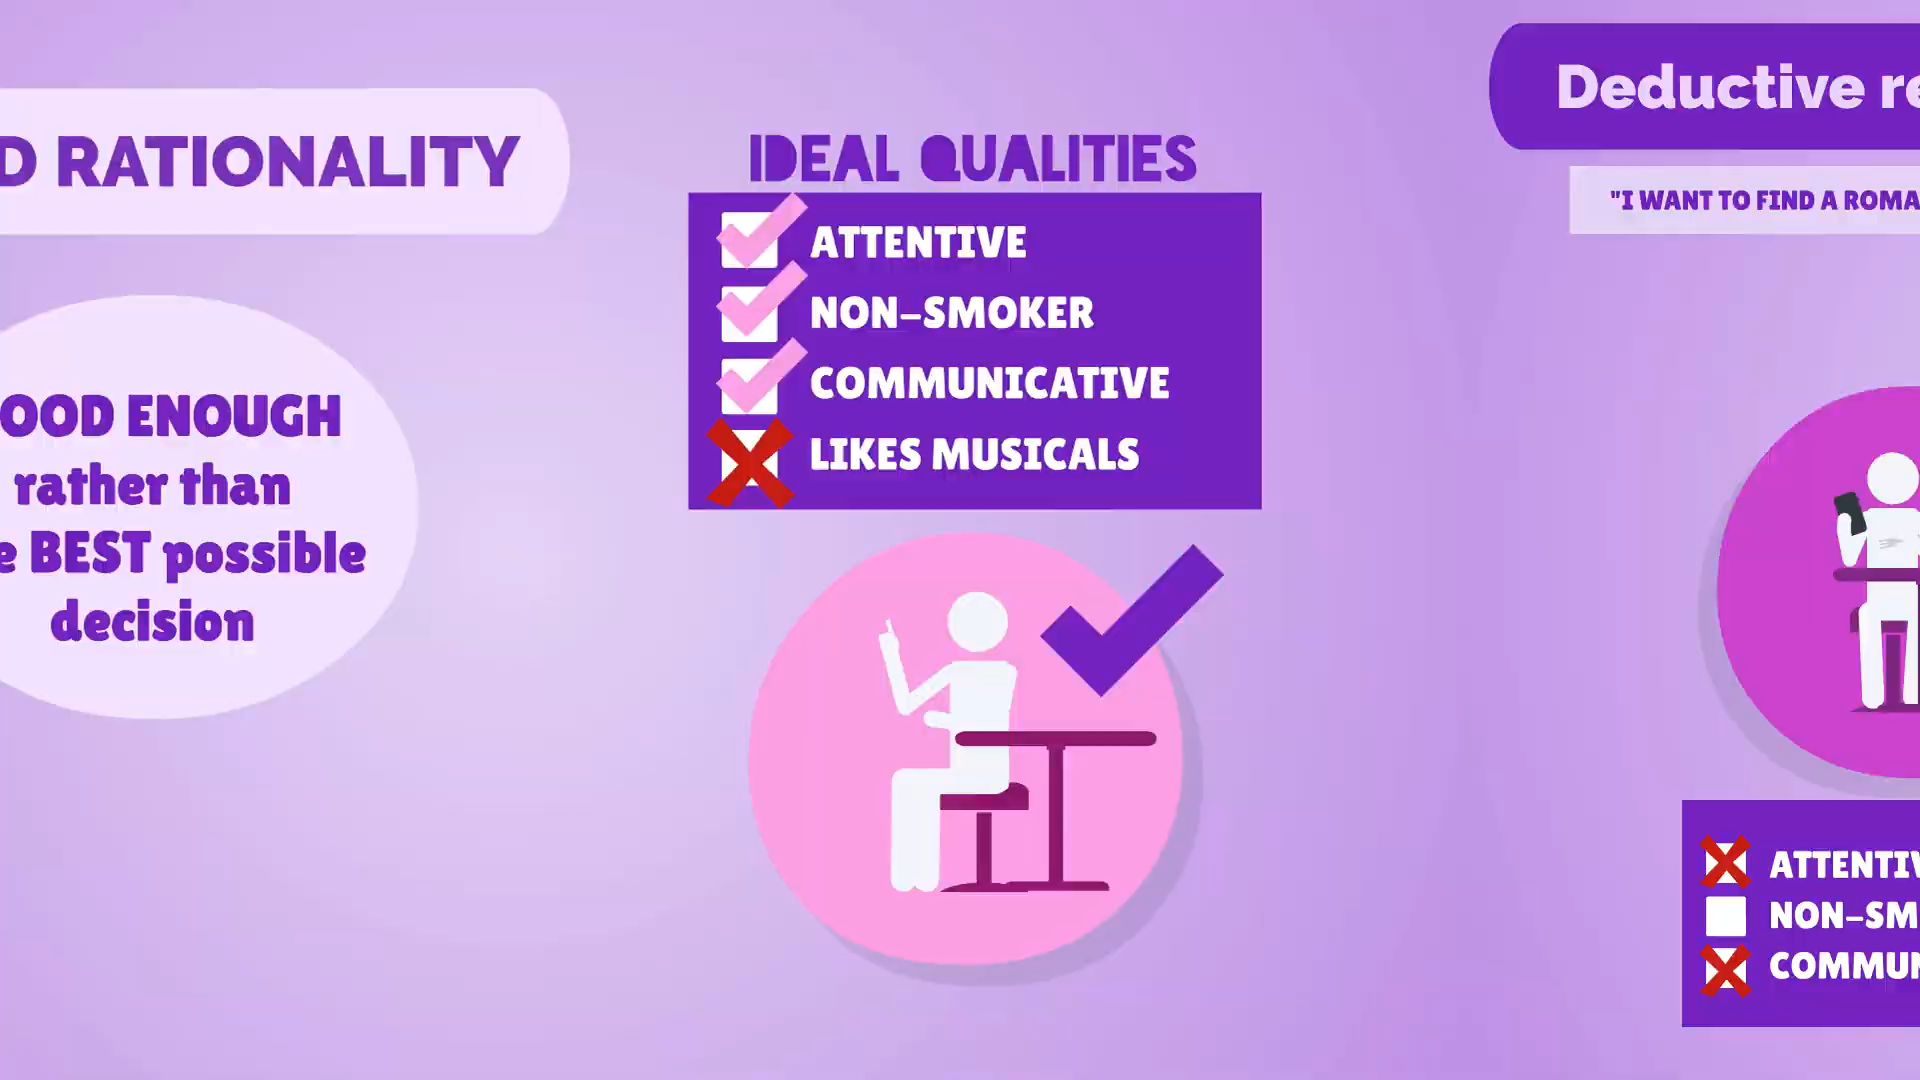 D RATIONALITY
OOD ENOUGH
rather than
e BEST possible
decision
IDEAL QUALITIES
ATTENTIVE
NON-SMOKER
COMMUNICATIVE
LIKES MUSICALS
Deductive re
"I WANT TO FIND A ROMA
ATTENTIV
NON-SM
COMMUN